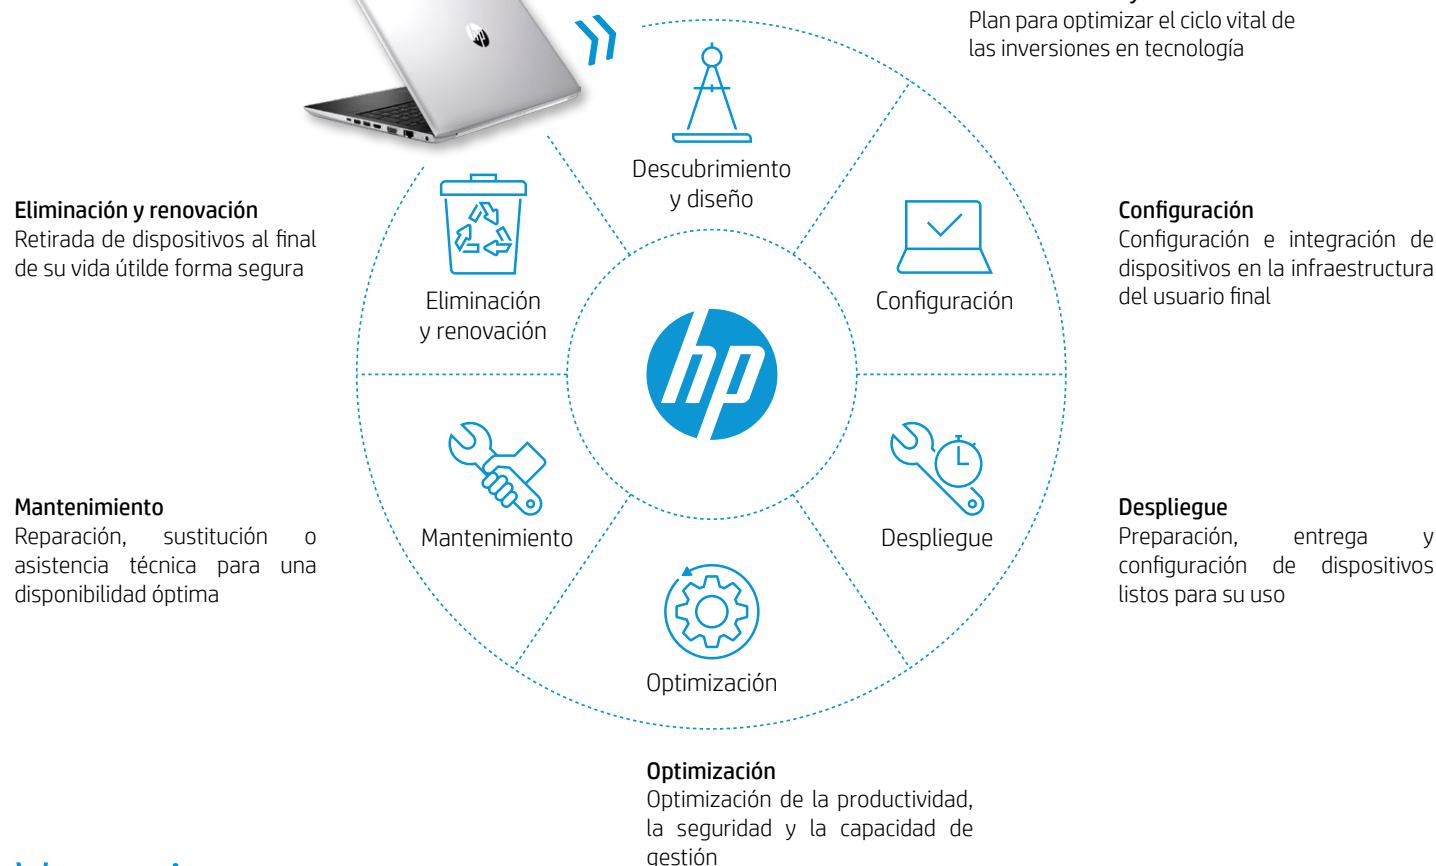 Plan para optimizar el ciclo vital de
las inversiones en tecnología
Descubrimiento
y diseño
Eliminación y renovación
Retirada de dispositivos al final
de su vida útilde forma segura
Eliminación
y renovación
Configuración
Configuración
Configuración e integración de
dispositivos en la infraestructura
del usuario final
hp
Mantenimiento
Reparación, sustitución o
asistencia técnica para una
disponibilidad óptima
Mantenimiento
Despliegue
Despliegue
Preparación, entrega y
configuración de dispositivos
listos para su uso
Optimización
Optimización
Optimización de la productividad,
la seguridad y la capacidad de
gestión